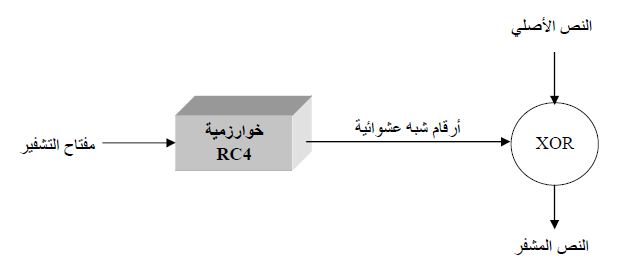 النص الأصلي
أرقام شبه عشوائية
خوارزمية
RC4
XOR
مفتاح التشفير
النص المشفر